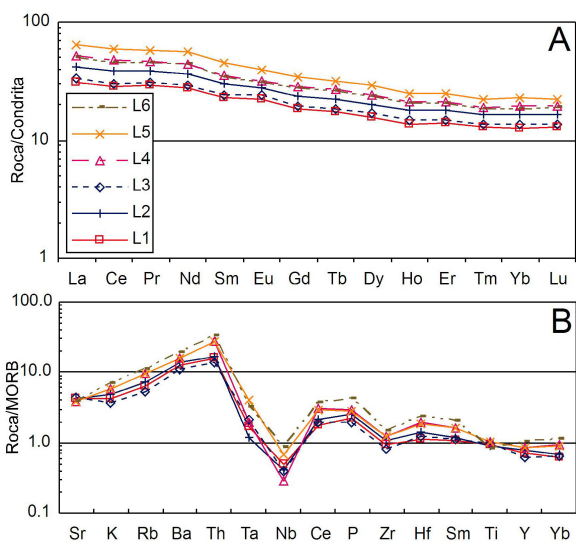 100
A
Roca/Condrita
10
L6
L5
L4
L3
L2
L1
1
La Ce Pr Nd Sm Eu Gd Tb Dy Ho Er Tm Yb Lu
100.0
B
Roca/MORB
10.0
1.0
0.1
Sr K Rb Ba Th Ta Nb Ce P Zr Hf Sm Ti Y Yb